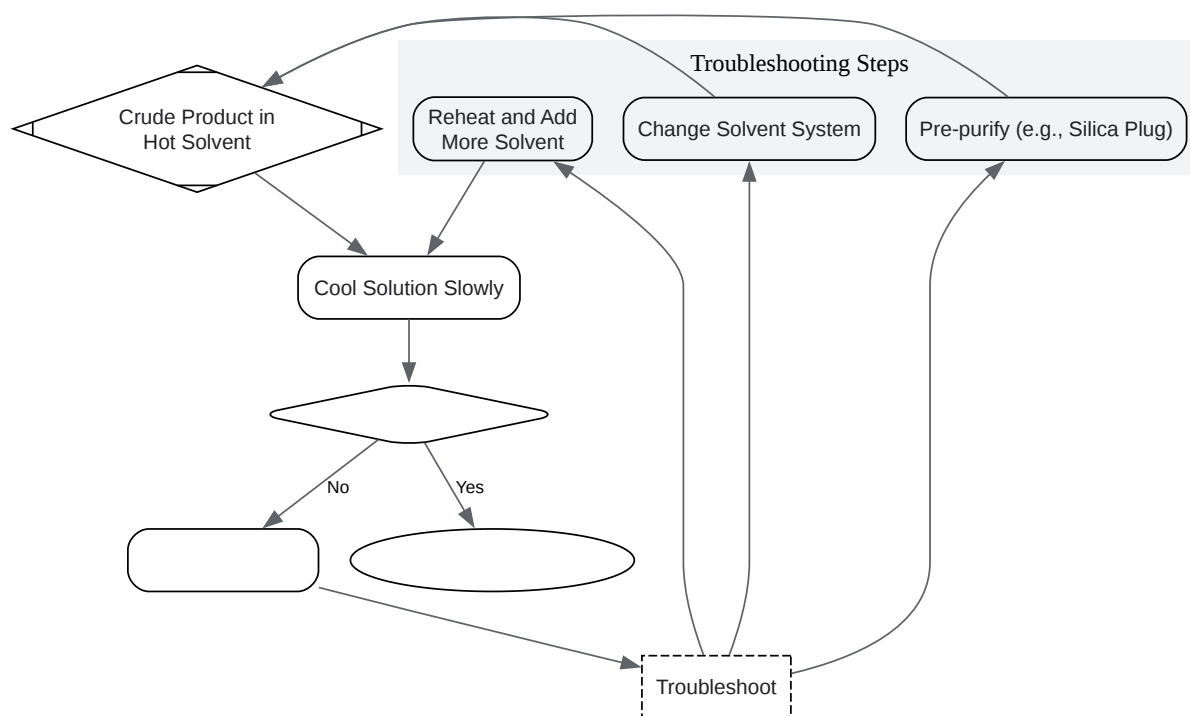 Troubleshooting Steps
Crude Product in
Hot Solvent
Reheat and Add
More Solvent
Change Solvent System
Pre-purify (e.g., Silica Plug)
Cool Solution Slowly
No
Yes
Troubleshoot